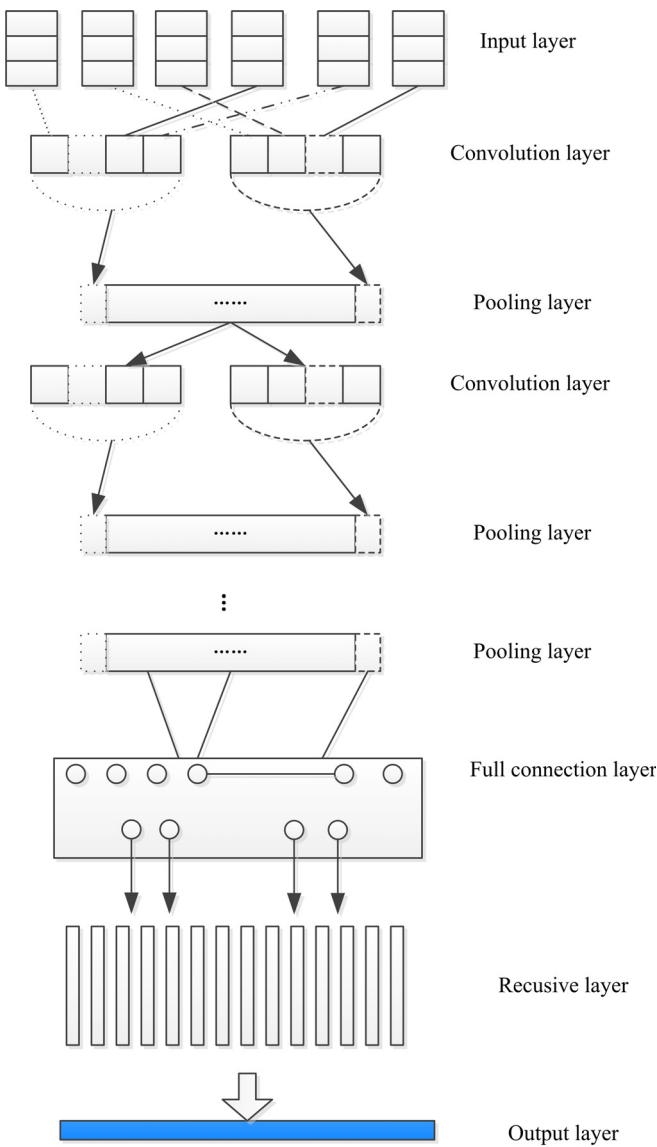 Input layer
Convolution layer
......
Pooling layer
Convolution layer
......
Pooling layer
...
......
Pooling layer
Full connection layer
Recusive layer
Output layer